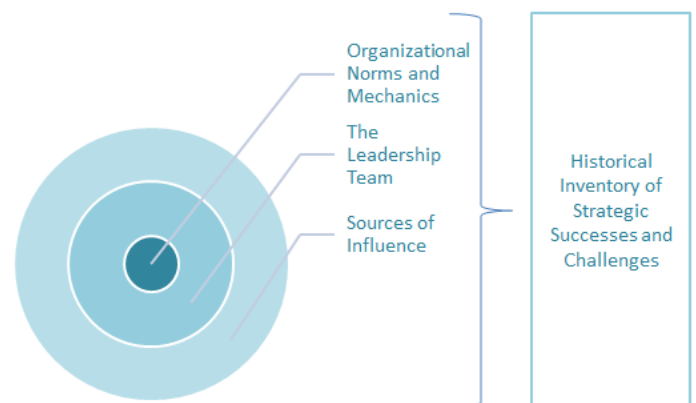 Organizational
Norms and
Mechanics
The
Leadership
Team
Sources of
Influence
Historical
Inventory of
Strategic
Successes and
Challenges